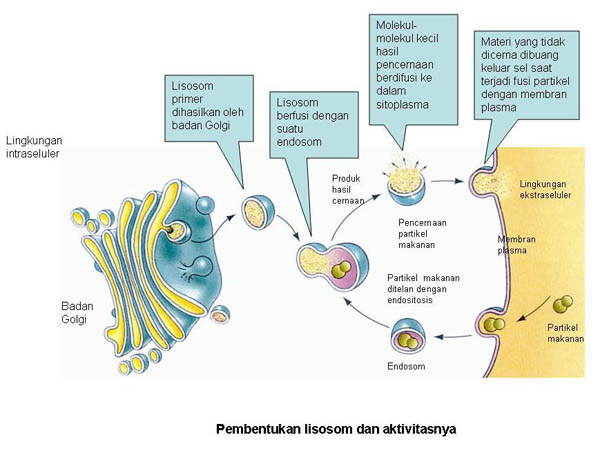 Molekul-
molekul kecil
hasil
pencernaan
berdifusi ke
dalam
sitoplasma
Materi yang tidak
dicerna dibuang
keluar sel saat
terjadi fusi partikel
dengan membran
plasma
Lisosom
primer
dihasilkan oleh
badan Golgi
Lisosom
berfusi dengan
suatu
endosom
Lingkungan
intraseluler
Produk
hasil
cernaan
Lingkungan
ekstraseluler
Pencernaan
partikel
makanan
Membran
plasma
Partikel makanan
ditelan dengan
endositosis
Badan
Golgi
Partikel
makanan
Endosom
Pembentukan lisosom dan aktivitasnya